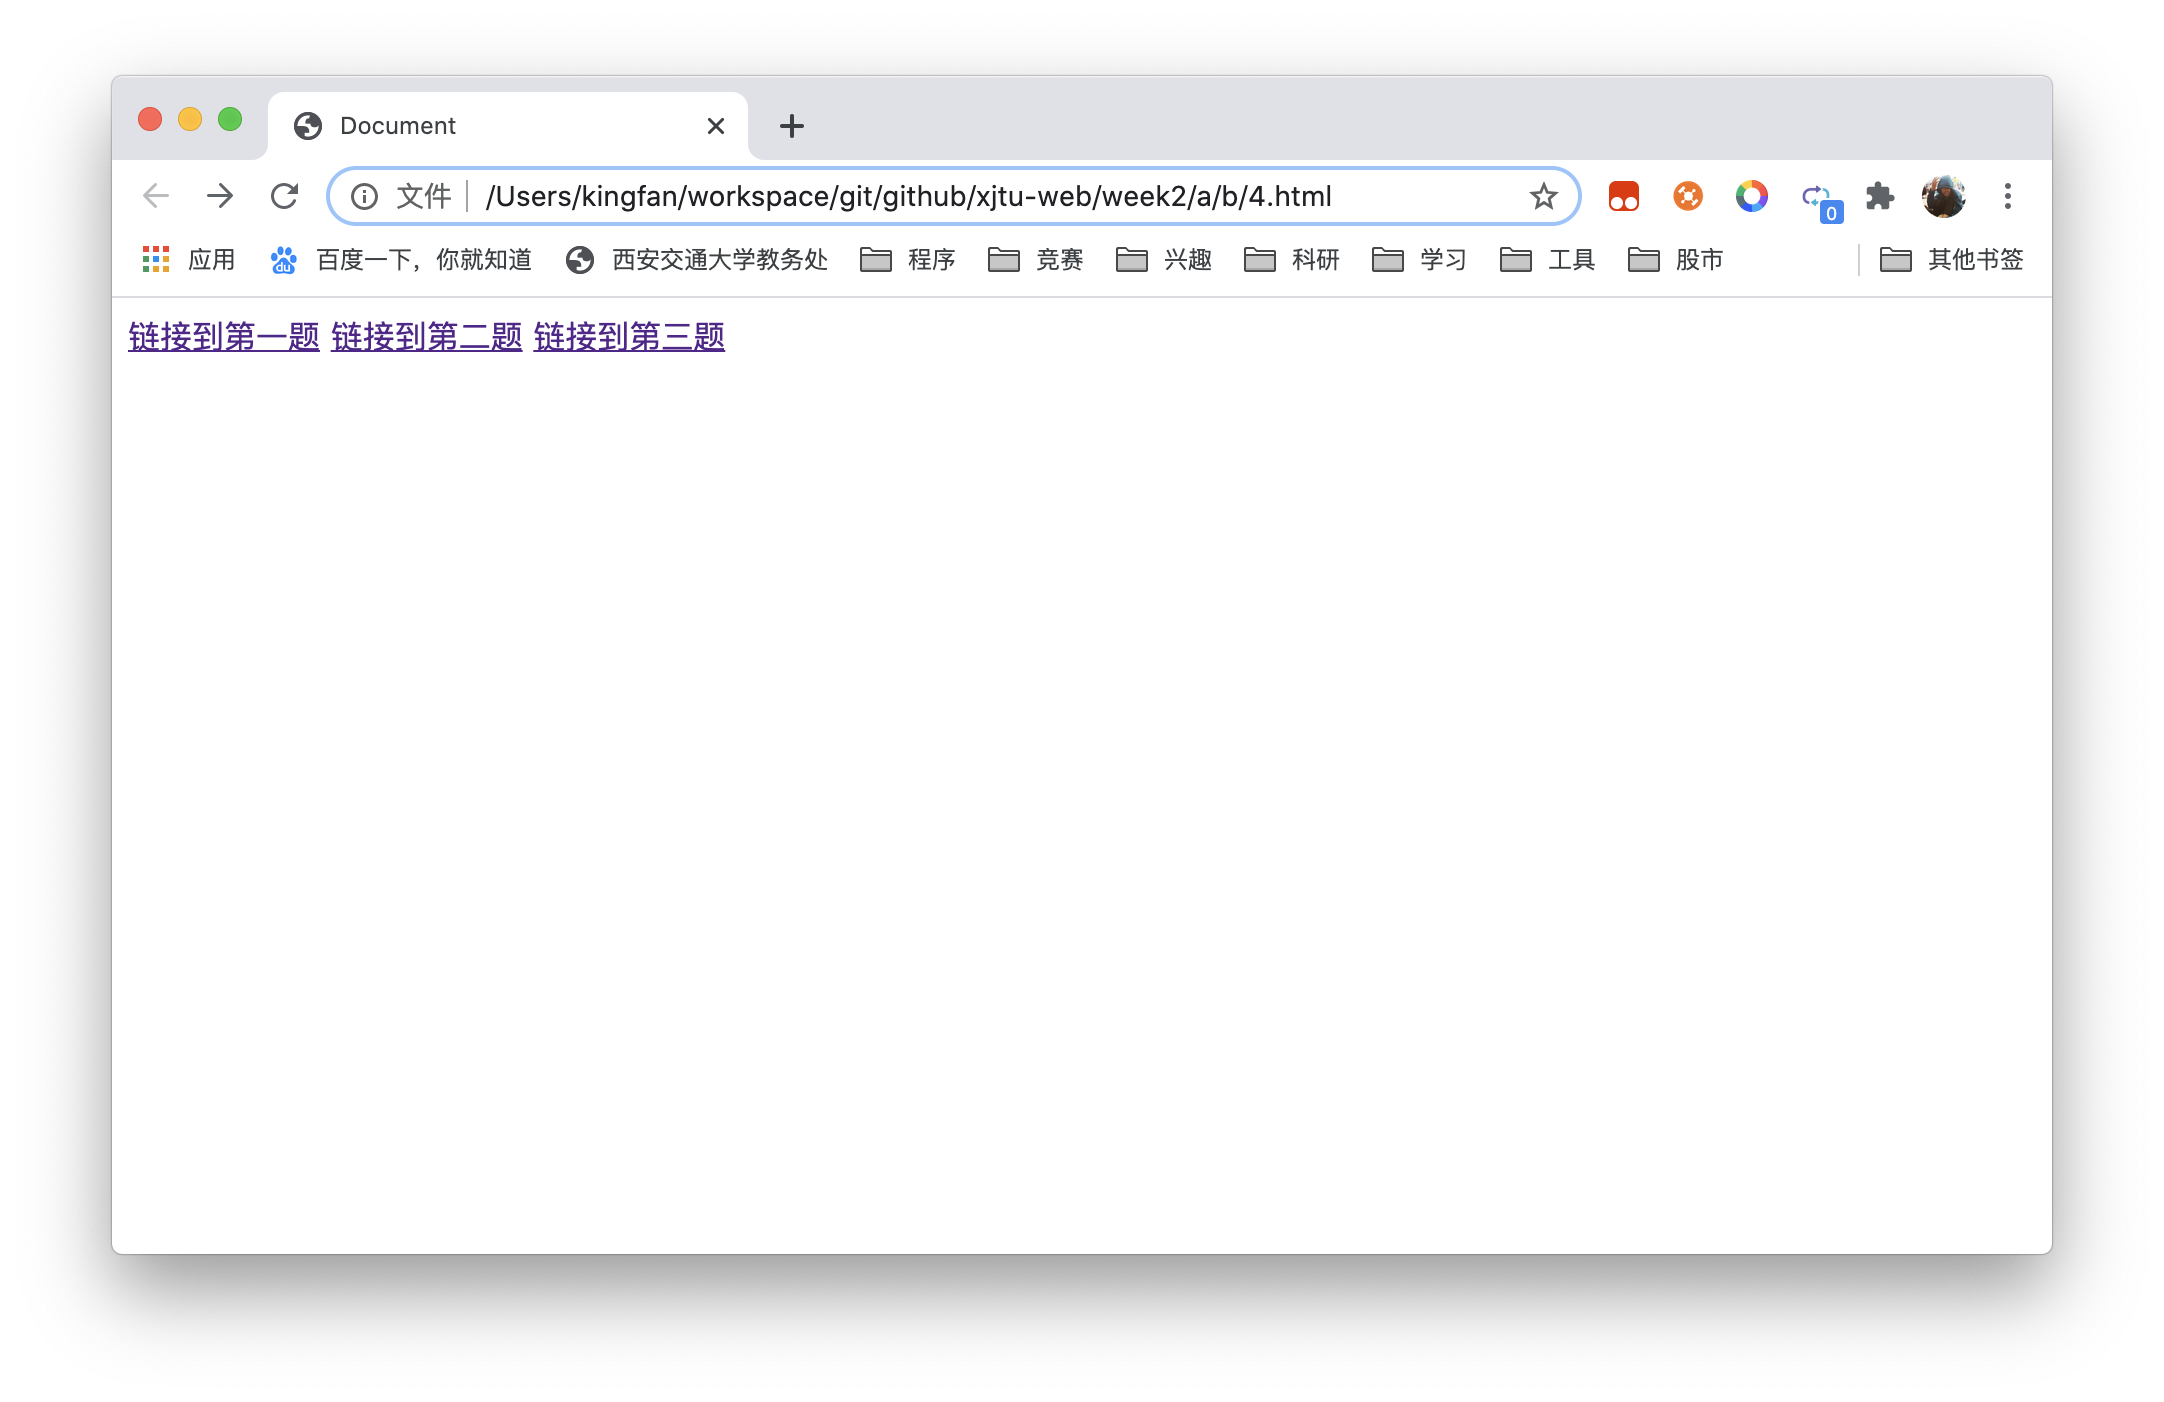 Document
文件 /Users/kingfan/workspace/git/github/xjtu-web/week2/a/b/4.html
0
应用 百度一下，你就知道 西安交通大学教务处 程序 竞赛 兴趣 科研 学习 工具 股市 其他书签
链接到第一题 链接到第二题 链接到第三题